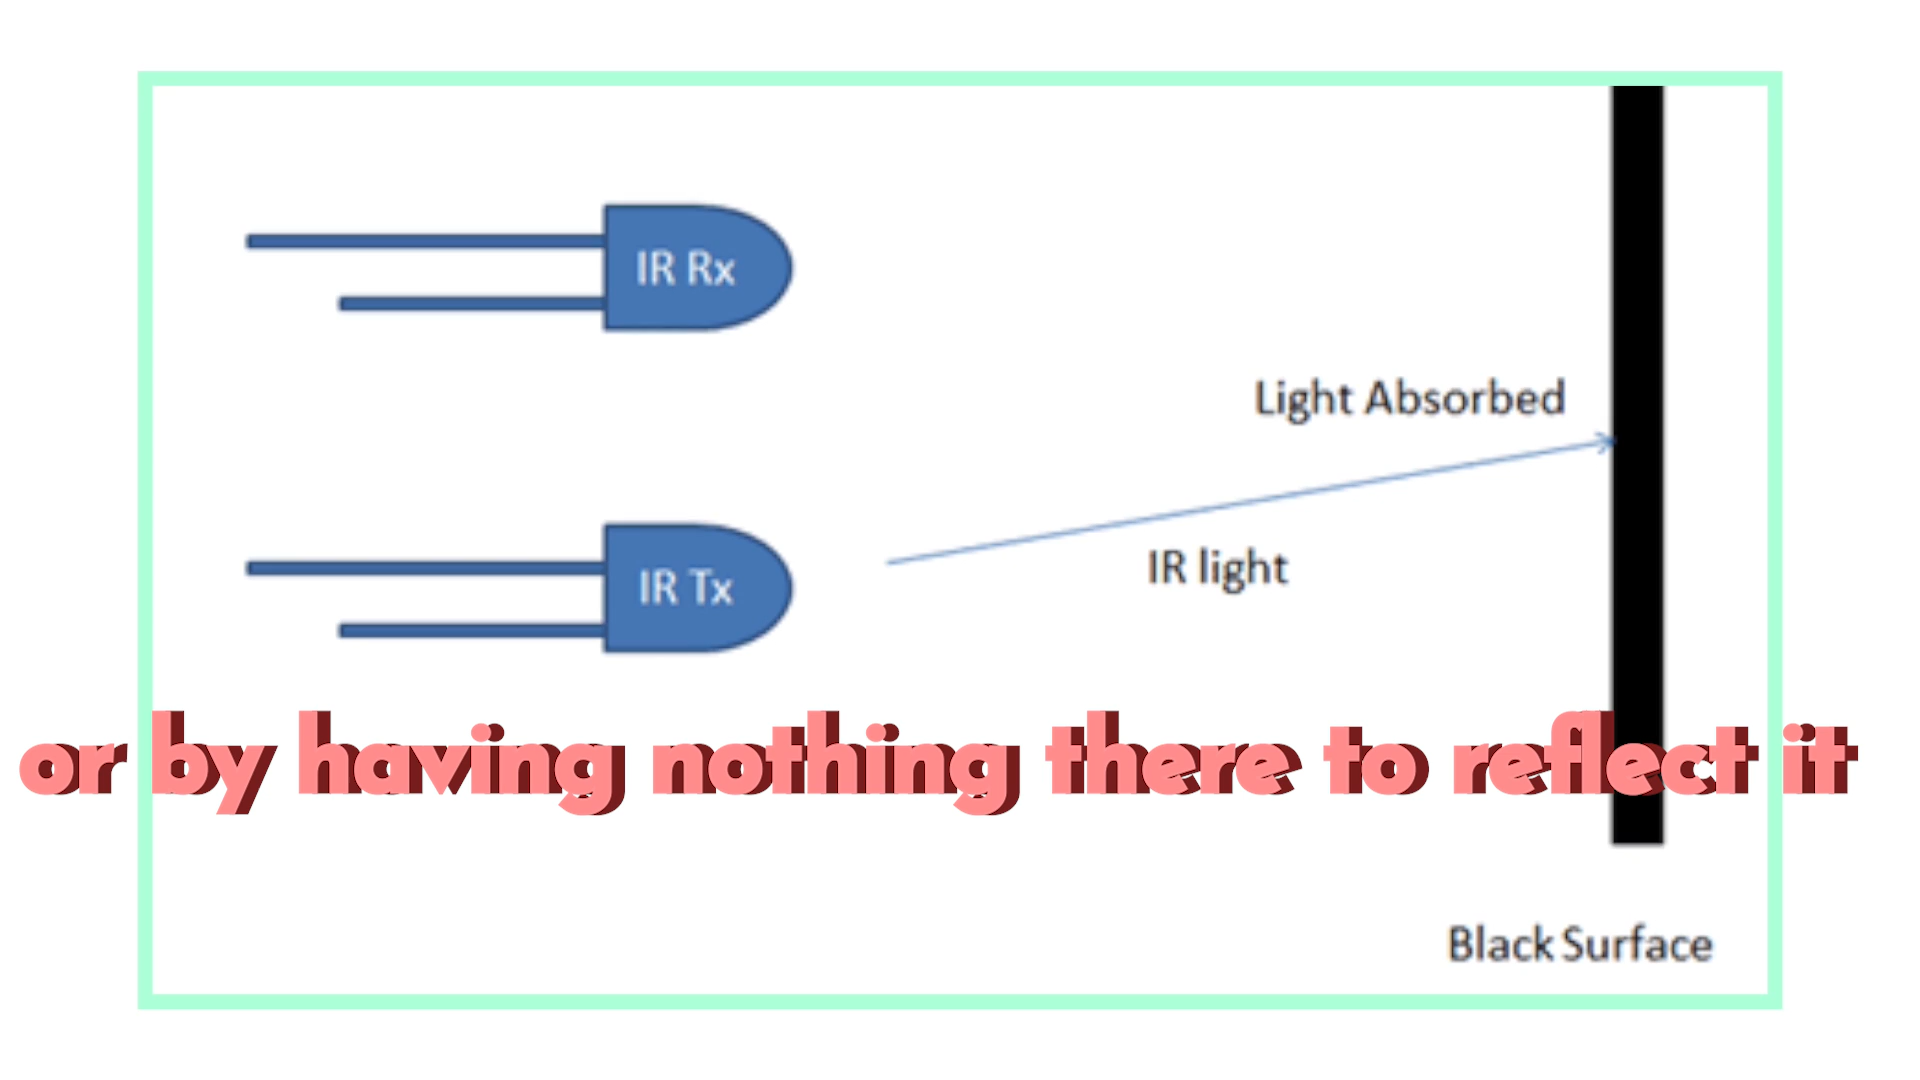 IR Rx
Light Absorbed
IR light
IR Tx
or by having nothing there to reflect it
Black Surface